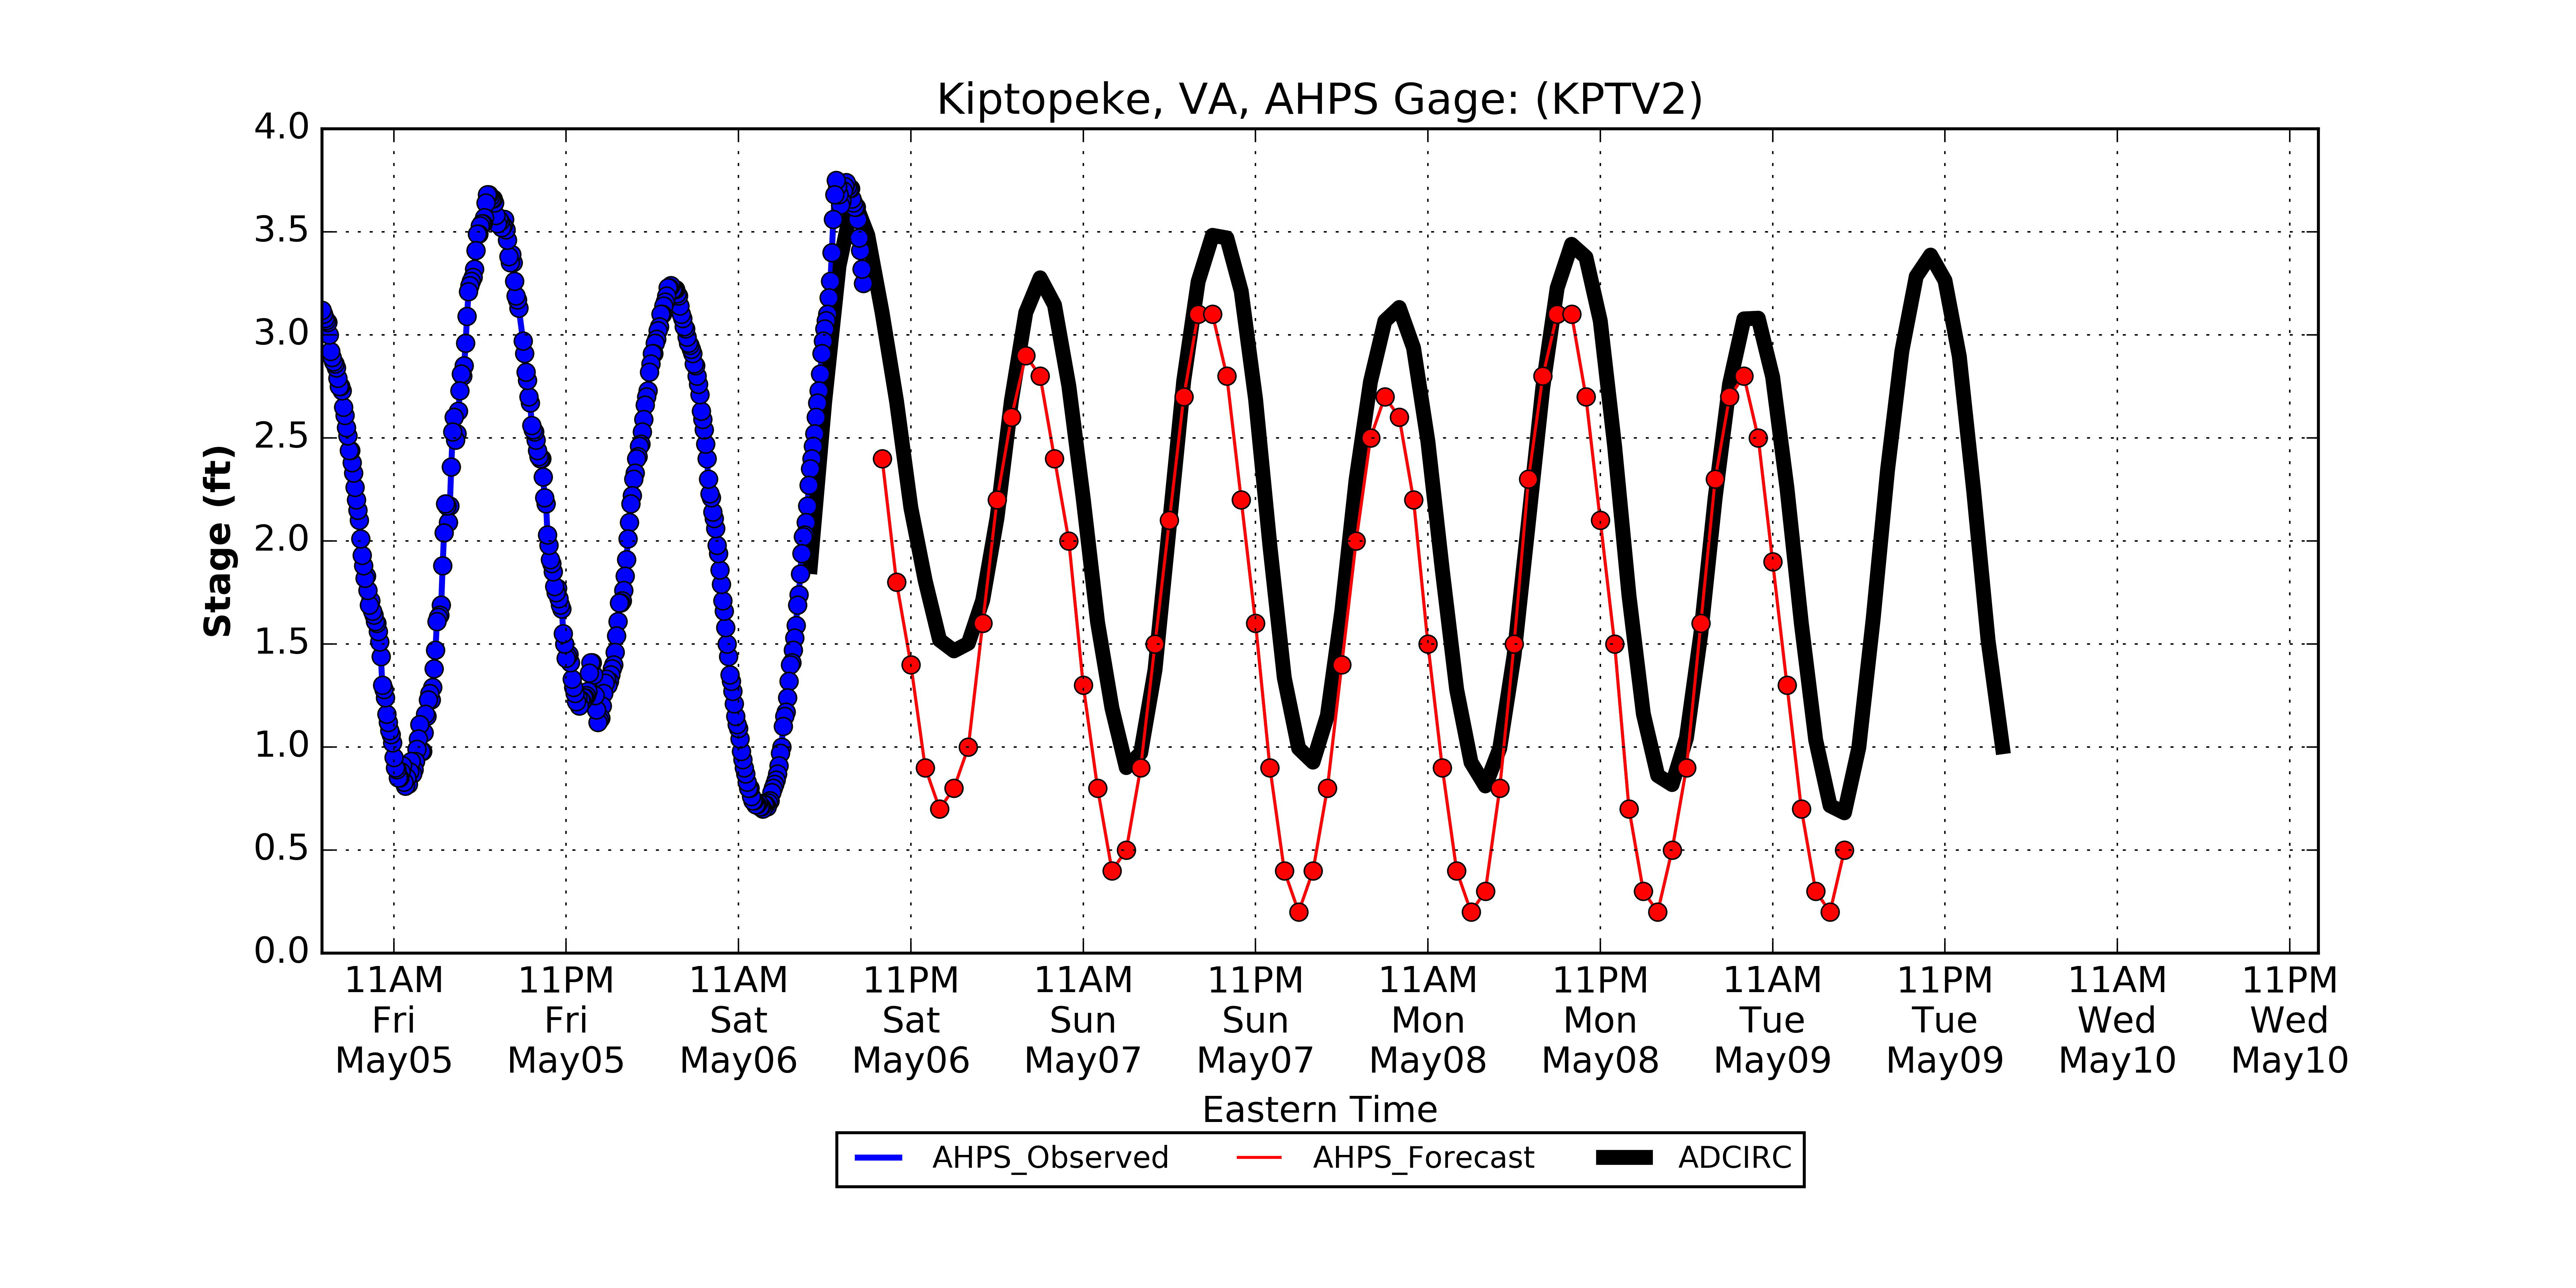 Kiptopeke, VA, AHPS Gage: (KPTV2)
4.0
3.5
3.0
2.5
2.0
1.5
1.0
0.5
0.0
Stage (ft)
11AM 11PM 11AM 11PM 11AM 11PM 11AM 11PM 11AM 11PM 11AM 11PM
Fri Fri Sat Sat Sun Sun Mon Mon Tue Tue Wed Wed
May05 May05 May06 May06 May07 May07 May08 May08 May09 May09 May10 May10
Eastern Time
AHPS_Observed AHPS_Forecast ADCIRC